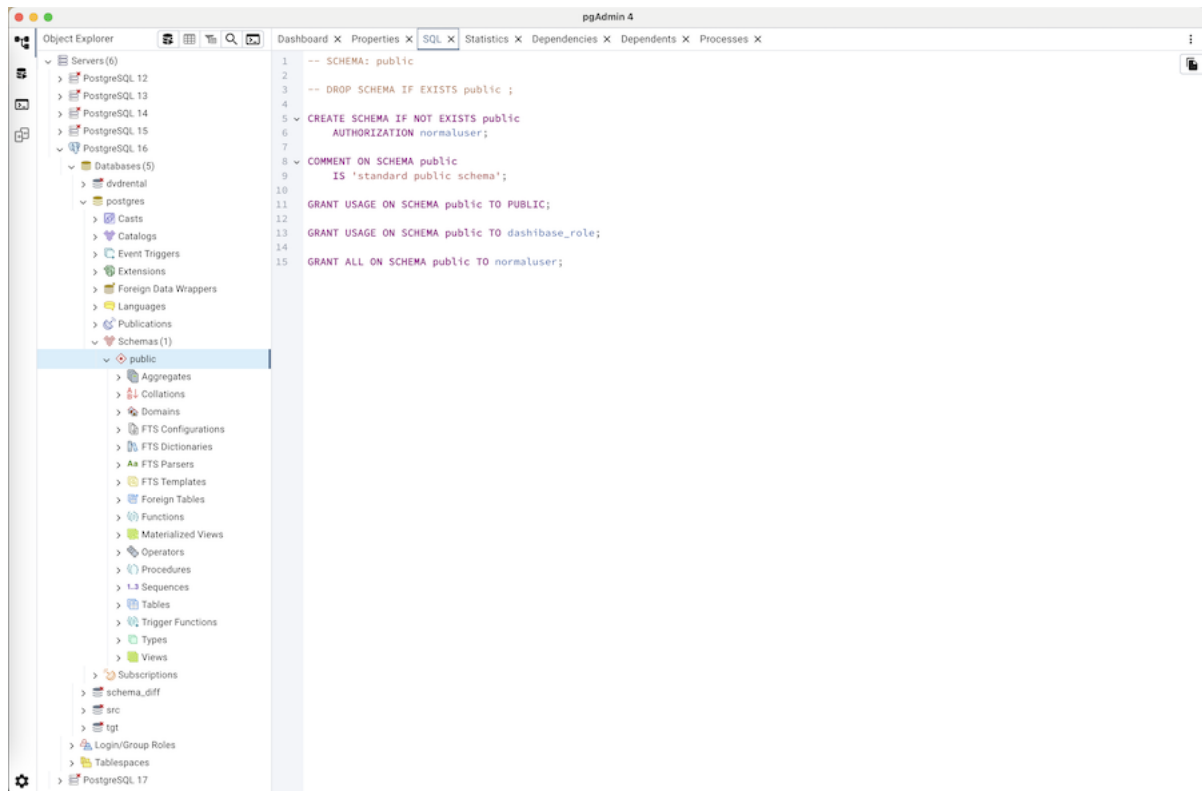 pgAdmin 4
Object Explorer
Dashboard
Properties
SQL
Statistics
Dependencies
Dependents
Processes
Servers (6)
PostgreSQL 12
PostgreSQL 13
PostgreSQL 14
PostgreSQL 15
PostgreSQL 16
Databases (5)
dvdrental
postgres
Casts
Catalogs
Event Triggers
Extensions
Foreign Data Wrappers
Languages
Publications
Schemas (1)
public
Aggregates
Collations
Domains
FTS Configurations
FTS Dictionaries
Aa FTS Parsers
FTS Templates
Foreign Tables
Functions
Materialized Views
Operators
Procedures
1..3 Sequences
Tables
Trigger Functions
Types
Views
Subscriptions
schema_diff
src
tgt
Login/Group Roles
Tablespaces
PostgreSQL 17
1 -- SCHEMA: public
2
3 -- DROP SCHEMA IF EXISTS public ;
4
5 CREATE SCHEMA IF NOT EXISTS public
6 AUTHORIZATION normaluser;
7
8 COMMENT ON SCHEMA public
9 IS 'standard public schema';
10
11 GRANT USAGE ON SCHEMA public TO PUBLIC;
12
13 GRANT USAGE ON SCHEMA public TO dashibase_role;
14
15 GRANT ALL ON SCHEMA public TO normaluser;